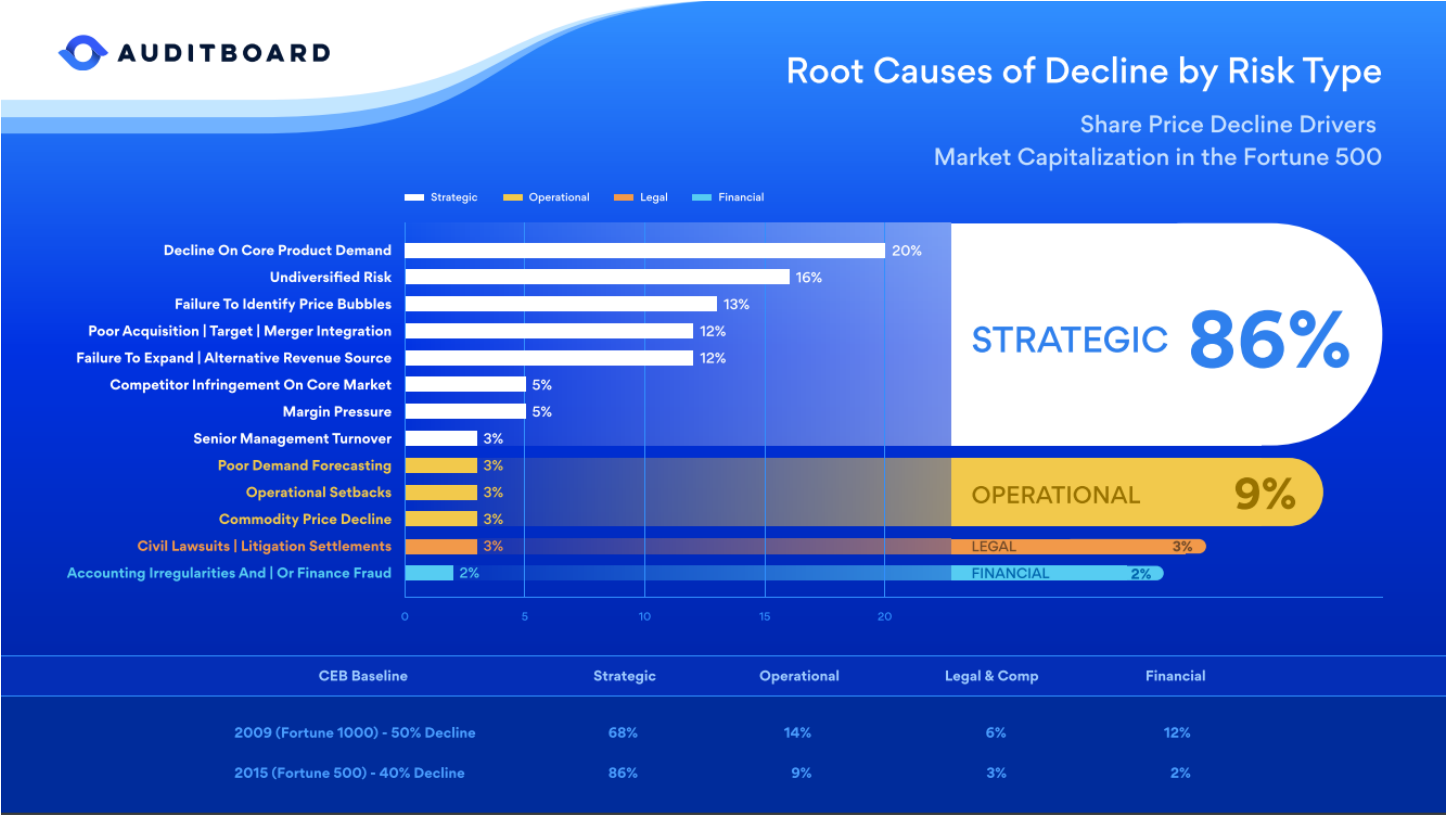 AUDITBOARD
Root Causes of Decline by Risk Type
Share Price Decline Drivers
Market Capitalization in the Fortune 500
Strategic Operational Legal Financial
Decline On Core Product Demand 20%
Undiversified Risk 16%
Failure To Identify Price Bubbles 13%
Poor Acquisition | Target | Merger Integration 12%
Failure To Expand | Alternative Revenue Source 12%
Competitor Infringement On Core Market 5%
Margin Pressure 5%
Senior Management Turnover 3%
STRATEGIC 86%
Poor Demand Forecasting 3%
Operational Setbacks 3%
Commodity Price Decline 3%
OPERATIONAL 9%
Civil Lawsuits | Litigation Settlements 3% LEGAL 3%
Accounting Irregularities And | Or Finance Fraud 2% FINANCIAL 2%
0 5 10 15 20
CEB Baseline Strategic Operational Legal & Comp Financial
2009 (Fortune 1000) - 50% Decline 68% 14% 6% 12%
2015 (Fortune 500) - 40% Decline 86% 9% 3% 2%